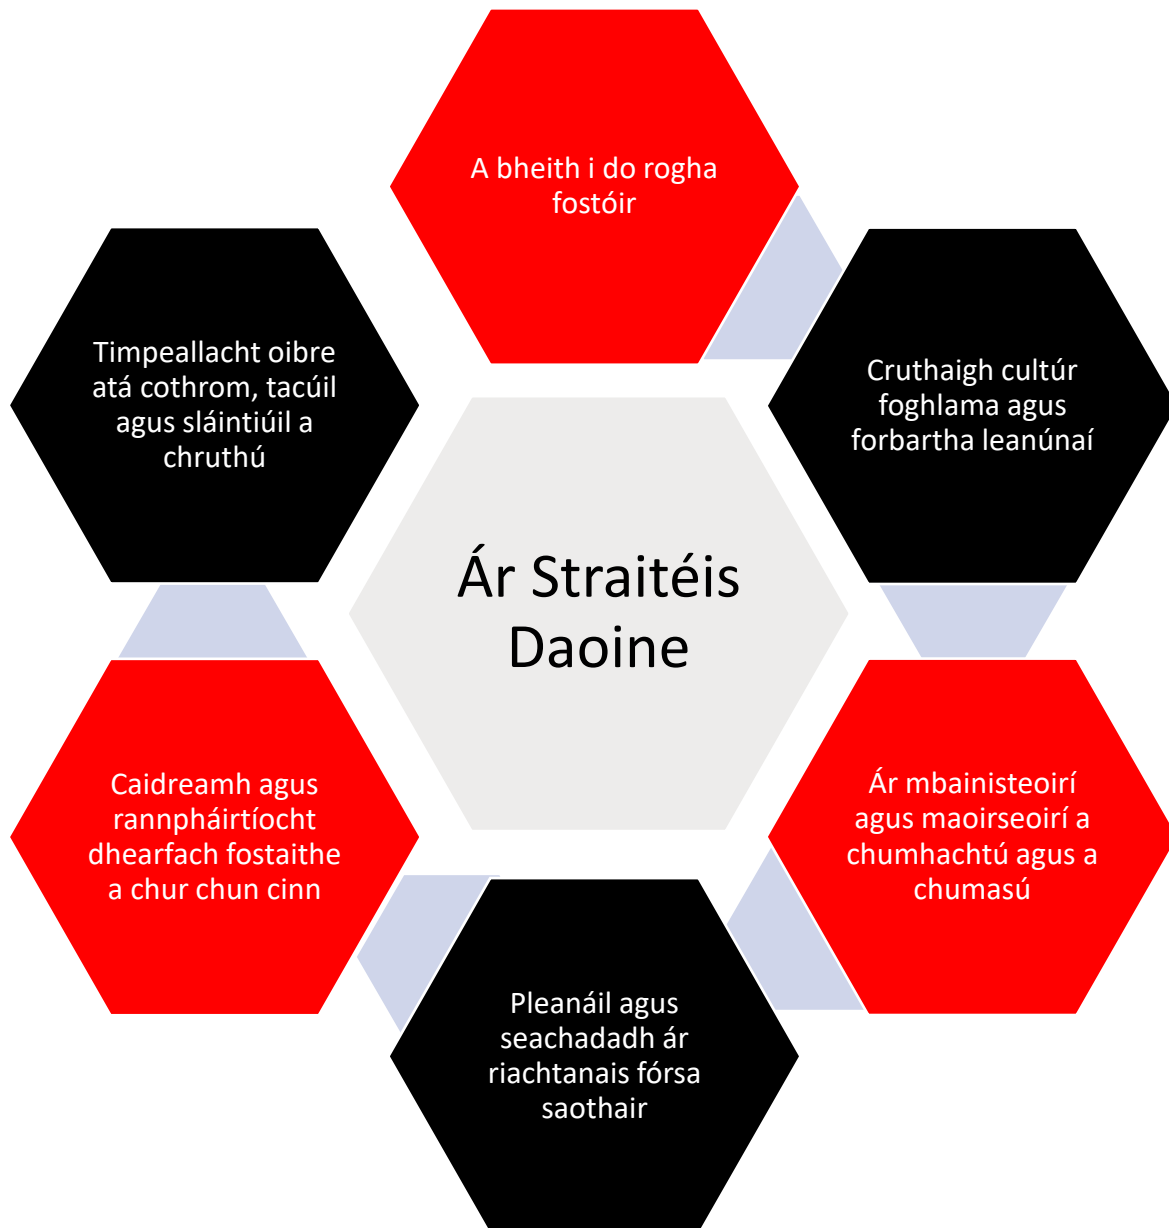 A bheith i do rogha
fostóir
Timpeallacht oibre
atá cothrom, tacúil
agus sláintiúil a
chruthú
Cruthaigh cultúr
foghlama agus
forbartha leanúnaí
Ár Straitéis
Daoine
Caidreamh agus
rannpháirtíocht
dhearfach fostaithe
a chur chun cinn
Ár mbainisteoirí
agus maoirseoirí a
chumhachtú agus a
chumasú
Pleanáil agus
seachadadh ár
riachtanais fórsa
saothair